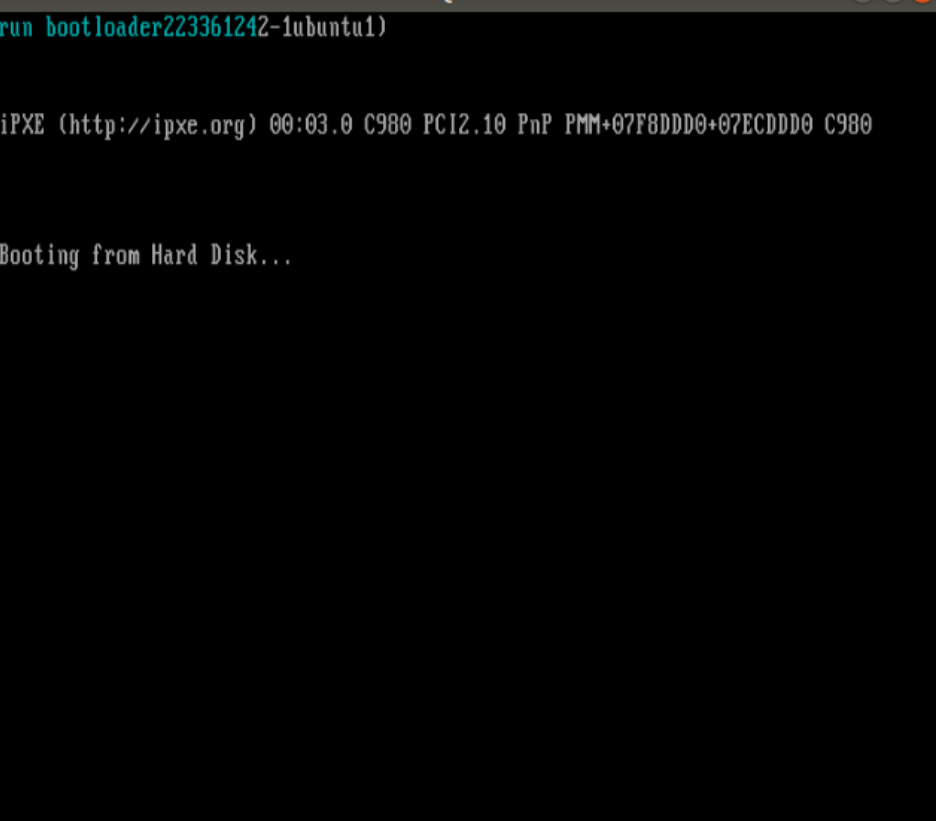 run bootloader223361242-1ubuntu1)
iPXE (http://ipxe.org) 00:03.0 C980 PCI2.10 PnP PMM+07F8DDD0+07ECDDD0 C980
Booting from Hard Disk...